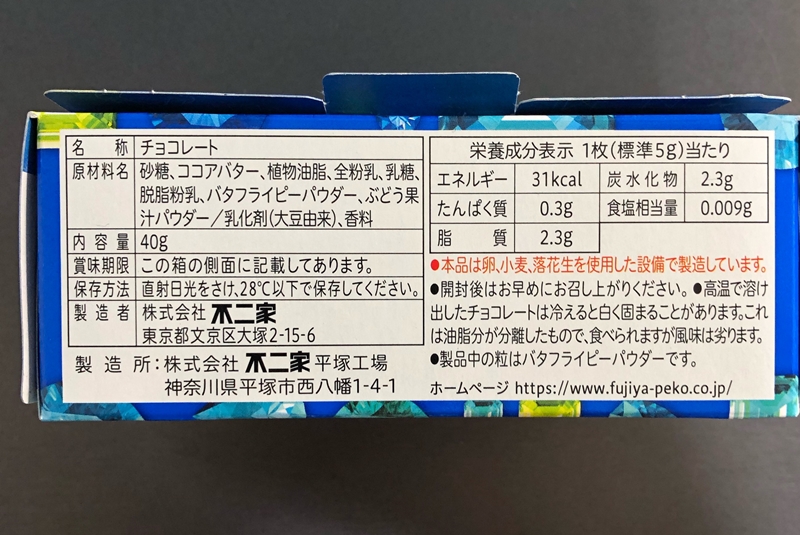 名称 チョコレート
原材料名 砂糖、ココアバター、植物油脂、全粉乳、乳糖、
脱脂粉乳、バタフライピーパウダー、ぶどう果
汁パウダー／乳化剤（大豆由来）、香料
内容量 40g
賞味期限 この箱の側面に記載してあります。
保存方法 直射日光をさけ、28℃以下で保存してください。
製造者 株式会社 不二家
東京都文京区大塚2-15-6
製造所：株式会社 不二家 平塚工場
神奈川県平塚市西八幡1-4-1
栄養成分表示 1枚（標準5g）当たり
エネルギー 31kcal 炭水化物 2.3g
たんぱく質 0.3g 食塩相当量 0.009g
脂質 2.3g
●本品は卵、小麦、落花生を使用した設備で製造しています。
●開封後はお早めにお召し上がりください。●高温で溶け
出したチョコレートは冷えると白く固まることがあります。これ
は油脂分が分離したもので、食べられますが風味は劣ります。
●製品中の粒はバタフライピーパウダーです。
ホームページ https://www.fujiya-peko.co.jp/